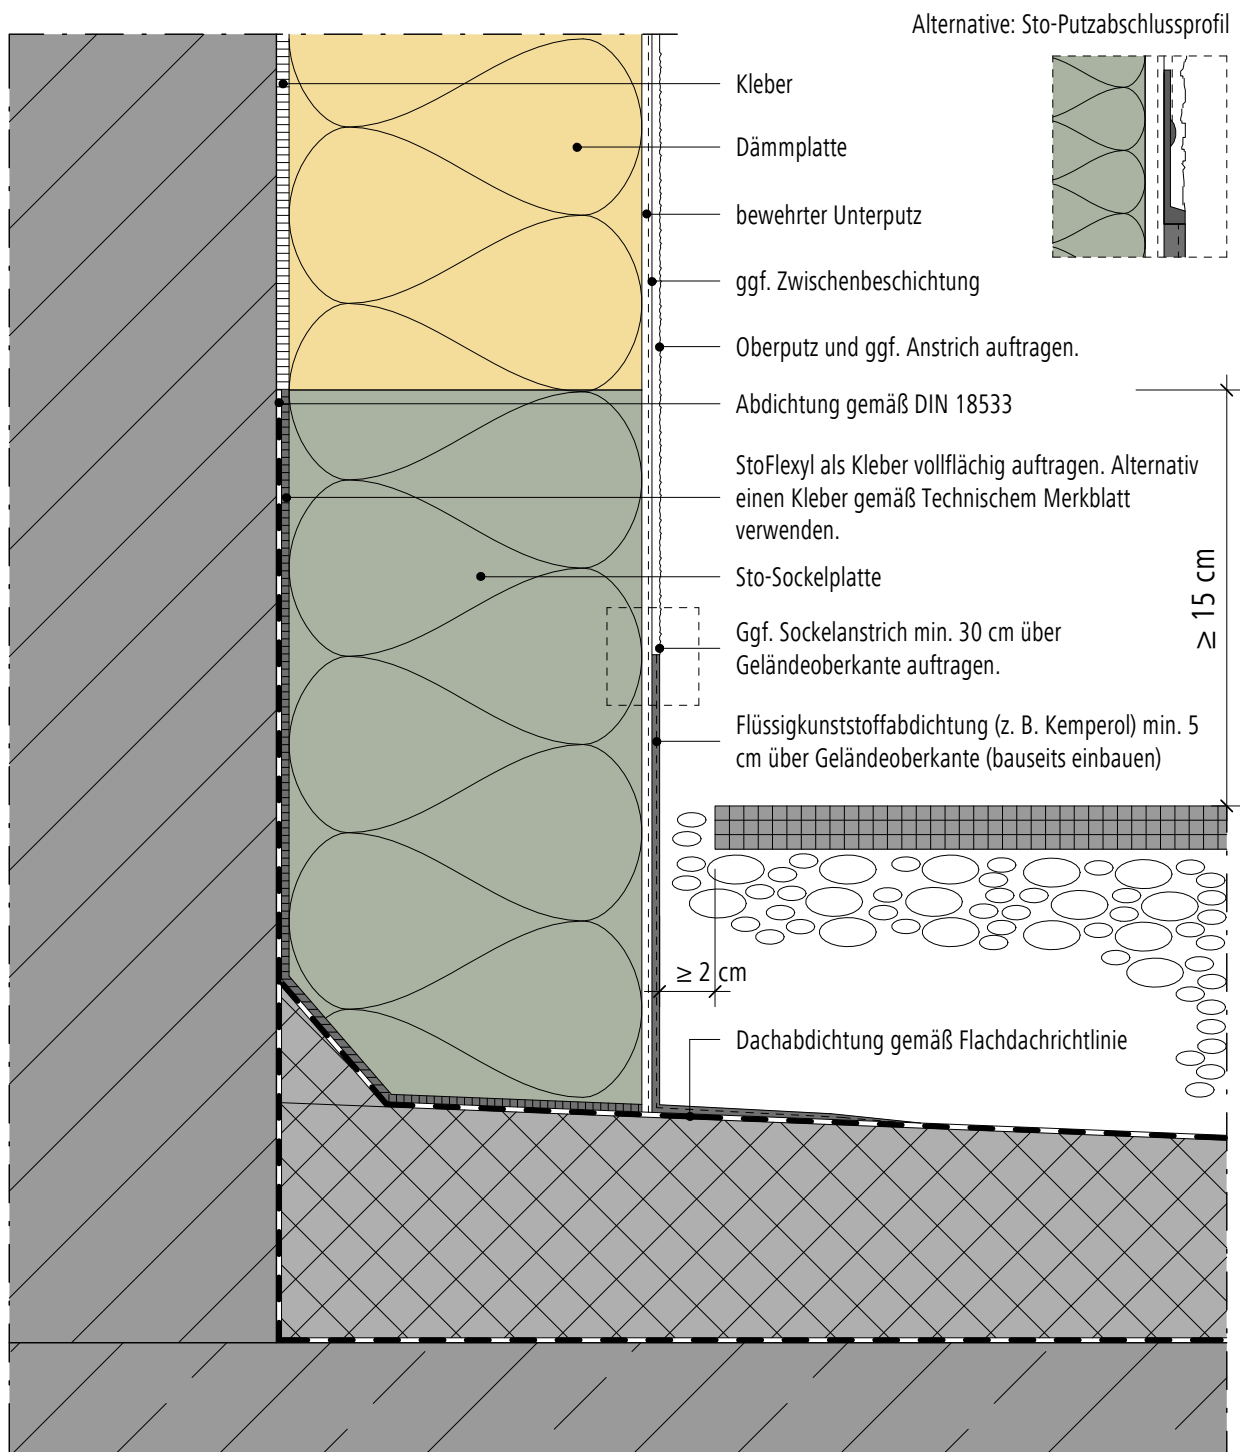 Alternative: Sto-Putzabschlussprofil
Kleber
Dämmplatte
bewehrter Unterputz
ggf. Zwischenbeschichtung
Oberputz und ggf. Anstrich auftragen.
Abdichtung gemäß DIN 18533
StoFlexyl als Kleber vollflächig auftragen. Alternativ
einen Kleber gemäß Technischem Merkblatt
verwenden.
Sto-Sockelplatte
≥ 15 cm
Ggf. Sockelanstrich min. 30 cm über
Geländeoberkante auftragen.
Flüssigkunststoffabdichtung (z. B. Kemperol) min. 5
cm über Geländeoberkante (bauseits einbauen)
≥ 2 cm
Dachabdichtung gemäß Flachdachrichtlinie